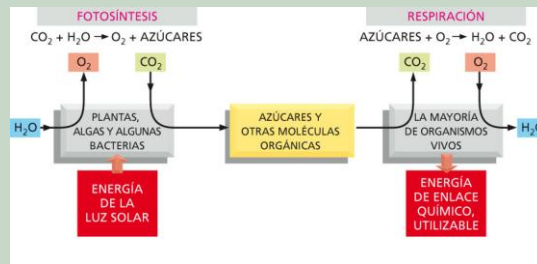 FOTOSÍNTESIS
CO₂ + H₂O → O₂ + AZÚCARES
O₂
CO₂
H₂O
PLANTAS,
ALGAS Y ALGUNAS
BACTERIAS
ENERGÍA
DE LA
LUZ SOLAR
AZÚCARES Y
OTRAS MOLÉCULAS
ORGÁNICAS
RESPIRACIÓN
AZÚCARES + O₂ → H₂O + CO₂
CO₂
O₂
LA MAYORÍA
DE ORGANISMOS
VIVOS
H₂O
ENERGÍA
DE ENLACE
QUÍMICO,
UTILIZABLE